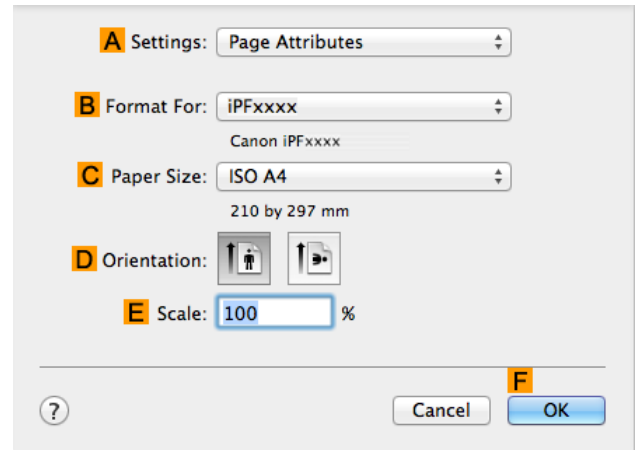 A Settings: Page Attributes
B Format For: iPFxxxx
Canon iPFxxxx
C Paper Size: ISO A4
210 by 297 mm
D Orientation:
E Scale: 100 %
F
? Cancel OK